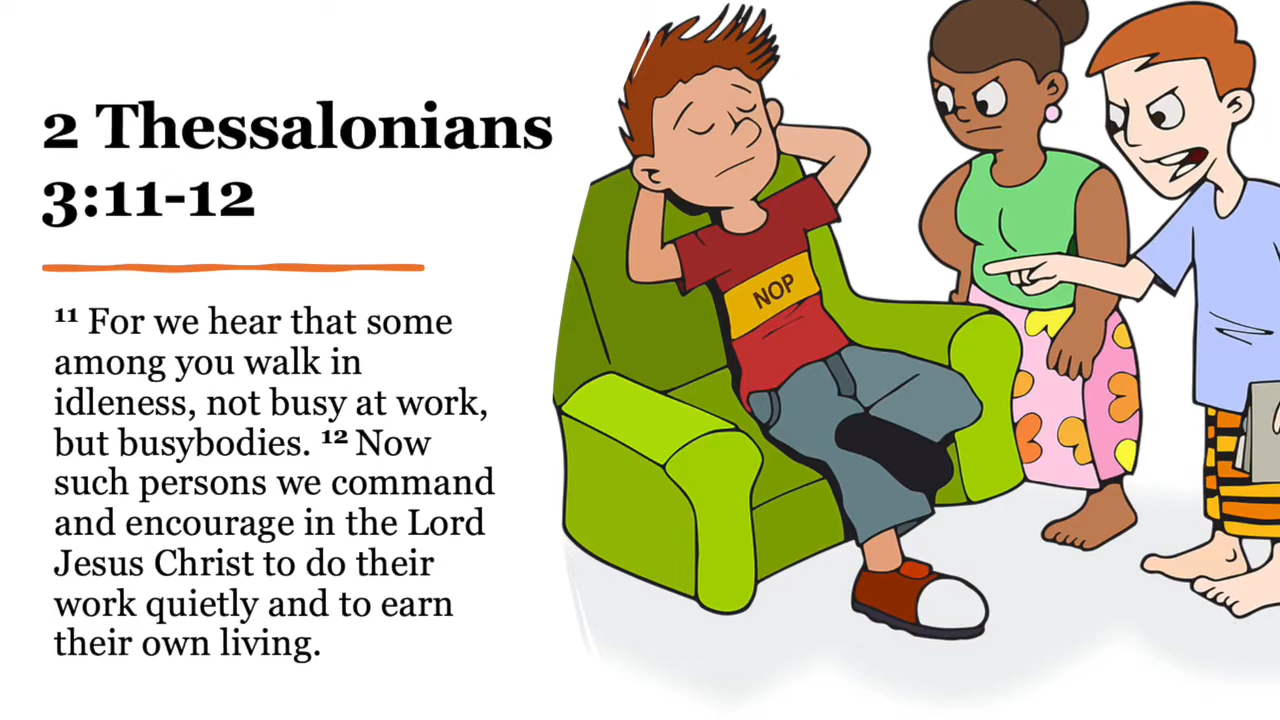 2 Thessalonians
3:11-12
11 For we hear that some
among you walk in
idleness, not busy at work,
but busybodies. 12 Now
such persons we command
and encourage in the Lord
Jesus Christ to do their
work quietly and to earn
their own living.
NOP